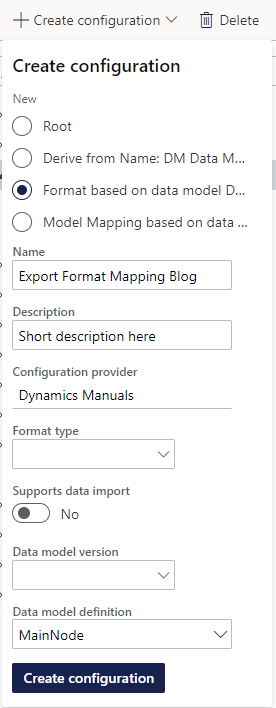 Create configuration Delete
Create configuration
New
Root
Derive from Name: DM Data M...
Format based on data model D...
Model Mapping based on data ...
Name
Export Format Mapping Blog
Description
Short description here
Configuration provider
Dynamics Manuals
Format type
Supports data import
No
Data model version
Data model definition
MainNode
Create configuration